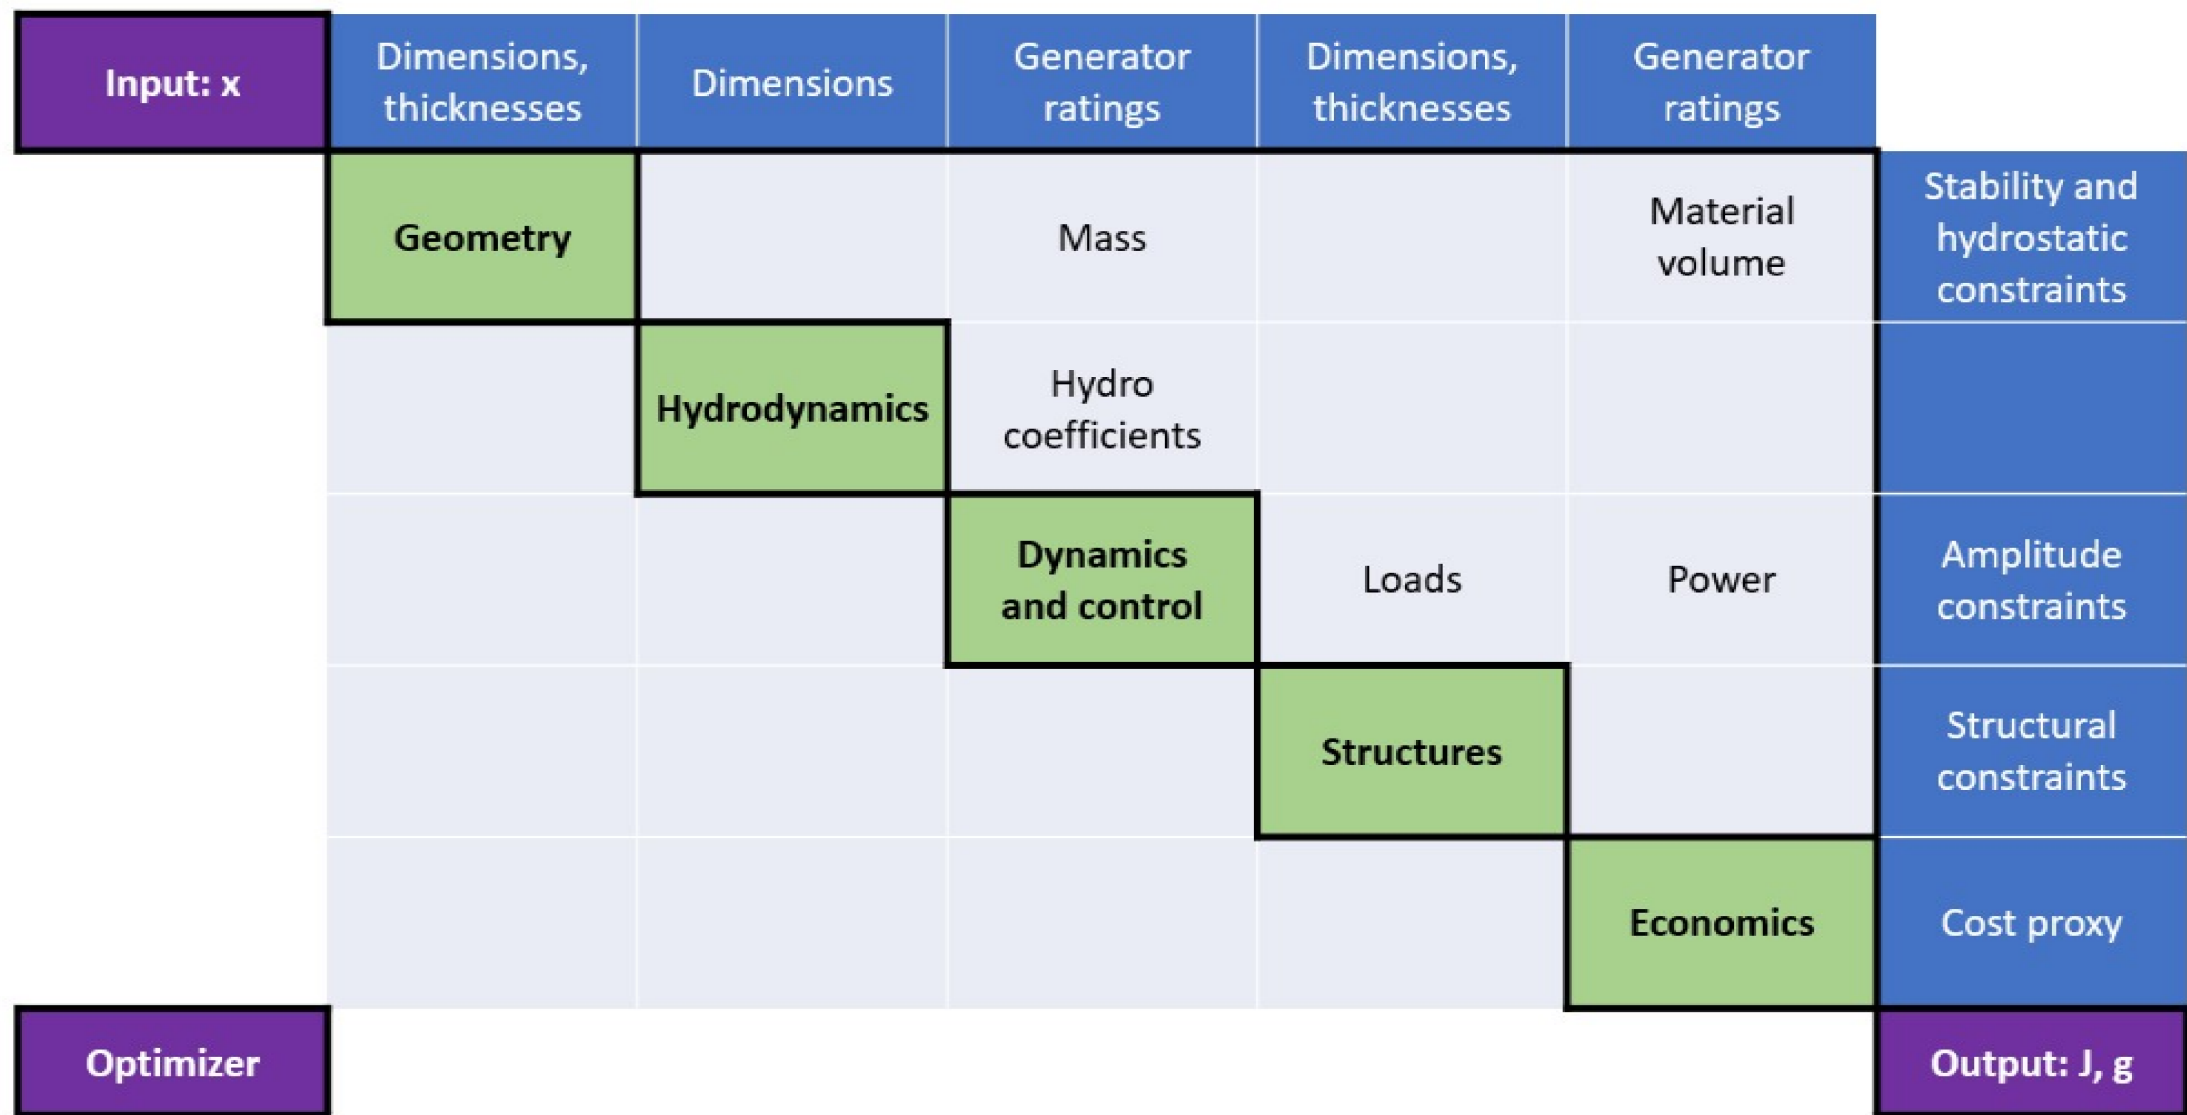 Input: x
Dimensions,
thicknesses
Dimensions
Generator
ratings
Dimensions,
thicknesses
Generator
ratings
Geometry
Mass
Material
volume
Stability and
hydrostatic
constraints
Hydrodynamics
Hydro
coefficients
Dynamics
and control
Loads
Power
Amplitude
constraints
Structures
Structural
constraints
Economics
Cost proxy
Optimizer
Output: J, g